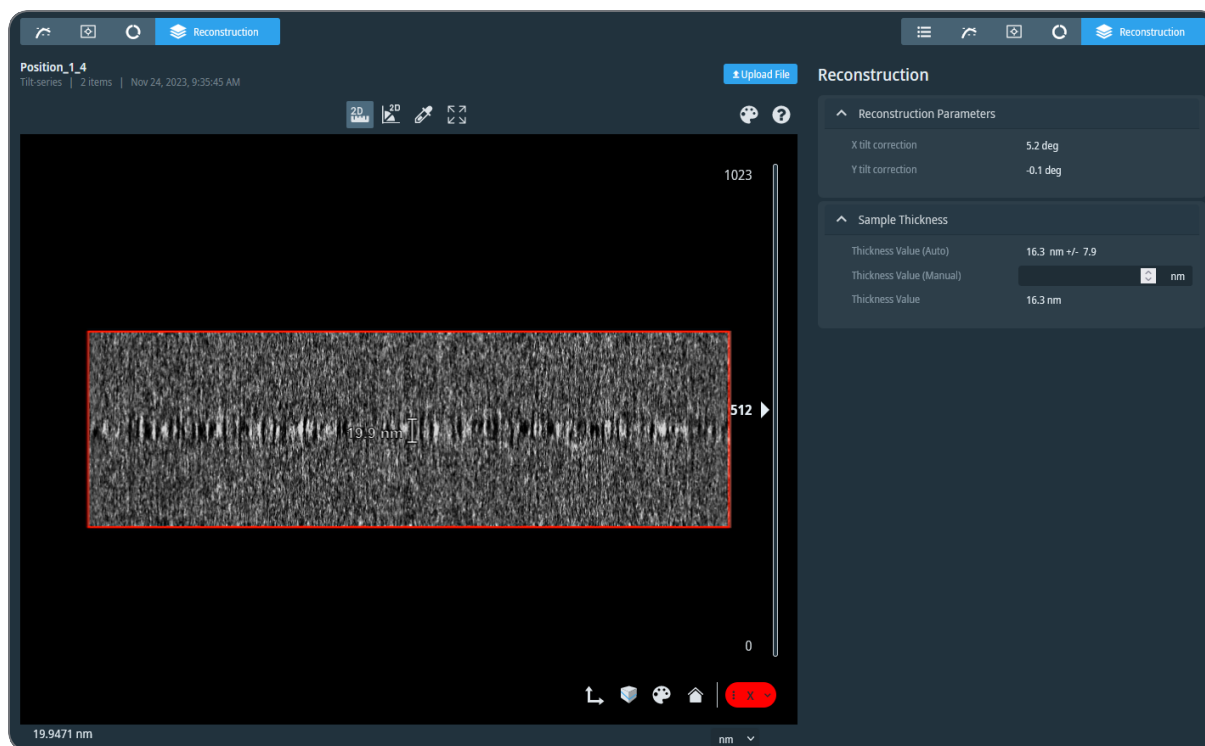 Reconstruction
Reconstruction
Position_1_4
Tilt-series | 2 items | Nov 24, 2023, 9:35:45 AM
Upload File
Reconstruction
2D
2D
?
Reconstruction Parameters
X tilt correction 5.2 deg
Y tilt correction -0.1 deg
Sample Thickness
Thickness Value (Auto) 16.3 nm +/- 7.9
Thickness Value (Manual) nm
Thickness Value 16.3 nm
1023
512
19.9 nm
0
X
19.9471 nm
nm